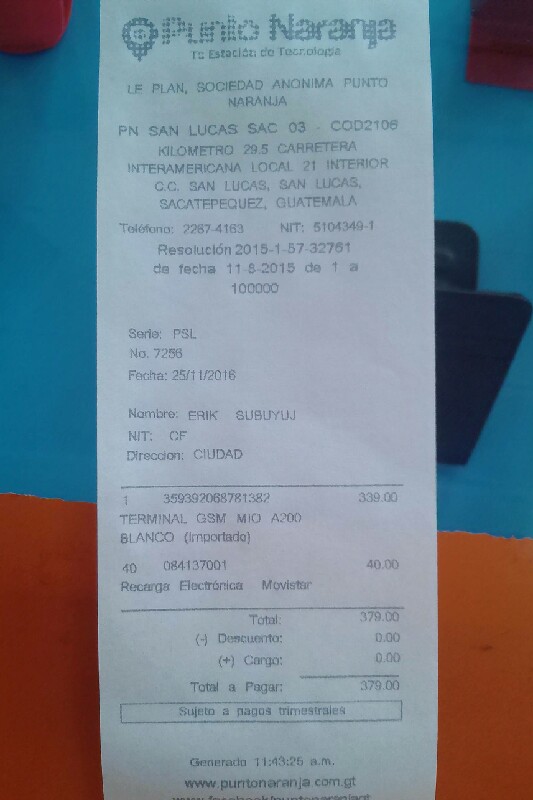 Punto Naranja
Tu Estación de Tecnología
LE PLAN, SOCIEDAD ANONIMA PUNTO
NARANJA
PN SAN LUCAS SAC 03 - COD2106
KILOMETRO 29.5 CARRETERA
INTERAMERICANA LOCAL 21 INTERIOR
C.C. SAN LUCAS, SAN LUCAS,
SACATEPEQUEZ, GUATEMALA
Teléfono: 2267-4163 NIT: 5104349-1
Resolución 2015-1-57-32761
de fecha 11-8-2015 de 1 a
100000
Serie: PSL
No. 7256
Fecha: 25/11/2016
Nombre: ERIK SUBUYUJ
NIT: CF
Direccion: CIUDAD
1 359392068781382 339.00
TERMINAL GSM MIO A200
BLANCO (Importado)
40 084137001 40.00
Recarga Electrónica Movistar
Total: 379.00
(-) Descuento: 0.00
(+) Cargo: 0.00
Total a Pagar: 379.00
Sujeto a pagos trimestrales
Generado 11:43:25 a.m.
www.puntonaranja.com.gt
www.facebook/puntonaranjagt